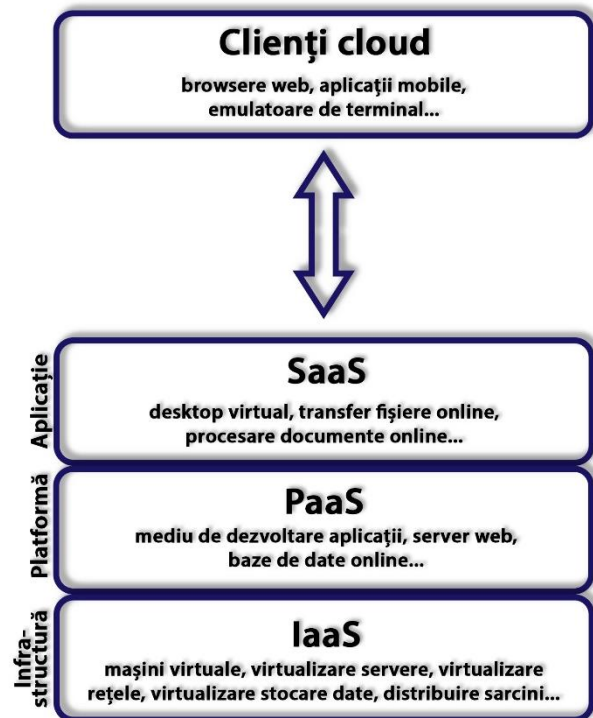 Clienți cloud
browsere web, aplicații mobile,
emulatoare de terminal...
Aplicație
SaaS
desktop virtual, transfer fișiere online,
procesare documente online...
Platformă
PaaS
mediu de dezvoltare aplicații, server web,
baze de date online...
Infra-
structură
IaaS
mașini virtuale, virtualizare servere, virtualizare
rețele, virtualizare stocare date, distribuire sarcini...